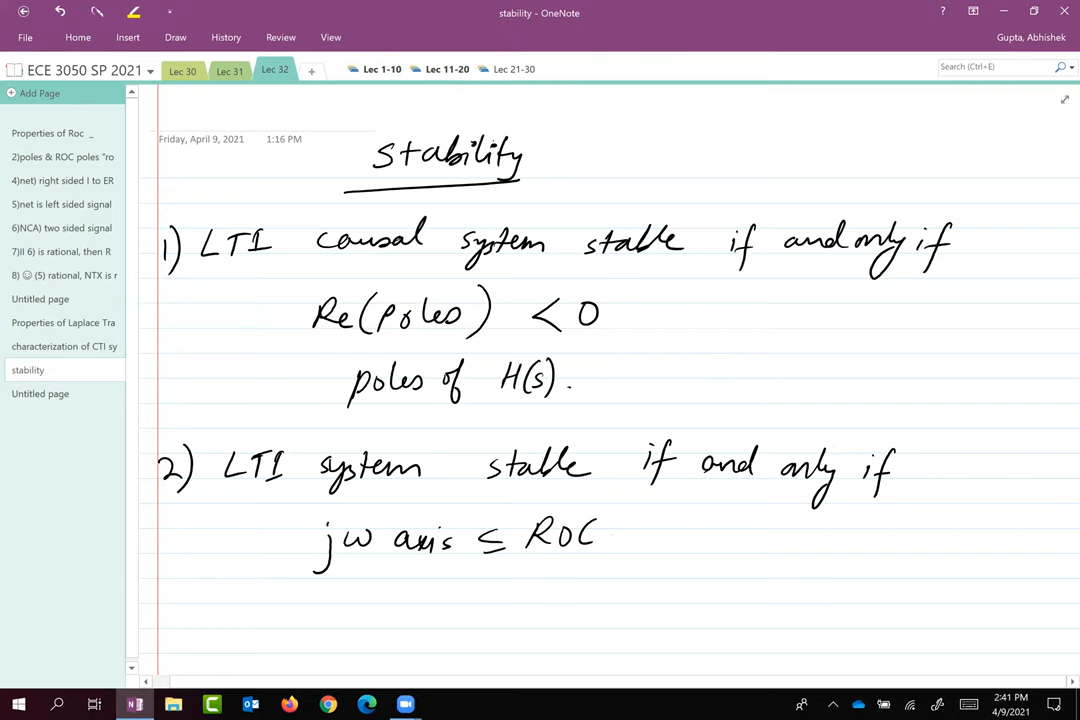 stability - OneNote
?
File
Home
Insert
Draw
History
Review
View
Gupta, Abhishek
ECE 3050 SP 2021
Lec 30
Lec 31
Lec 32
+
Lec 1-10
Lec 11-20
Lec 21-30
Search (Ctrl+E)
Add Page
Properties of Roc _
2)poles & ROC poles "ro
4)net) right sided I to ER
5)net is left sided signal
6)NCA) two sided signal
7)II 6) is rational, then R
8) ☺ (5) rational, NTX is r
Untitled page
Properties of Laplace Tra
characterization of CTI sy
stability
Untitled page
Friday, April 9, 2021 1:16 PM
Stability
1) LTI causal system stable if and only if
Re(poles) < 0
poles of H(s).
2) LTI system stable if and only if
jω axis ⊆ ROC
2:41 PM
4/9/2021